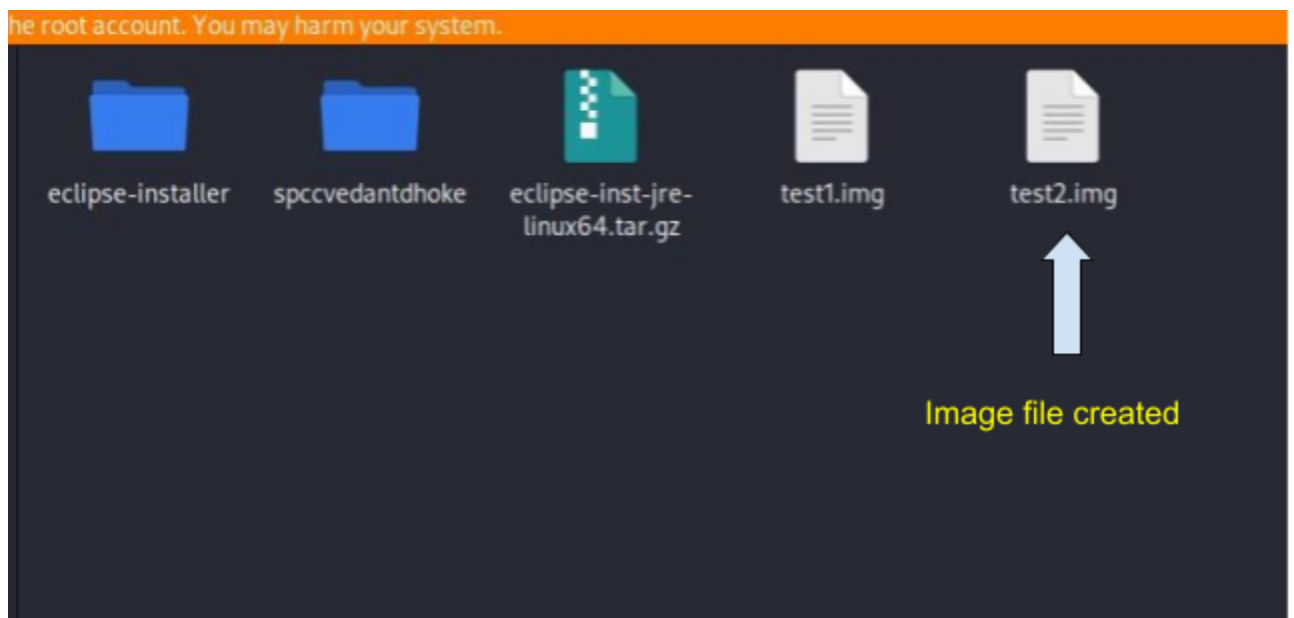 he root account. You may harm your system.
eclipse-installer
spccvedantdhoke
eclipse-inst-jre-
linux64.tar.gz
test1.img
test2.img
Image file created